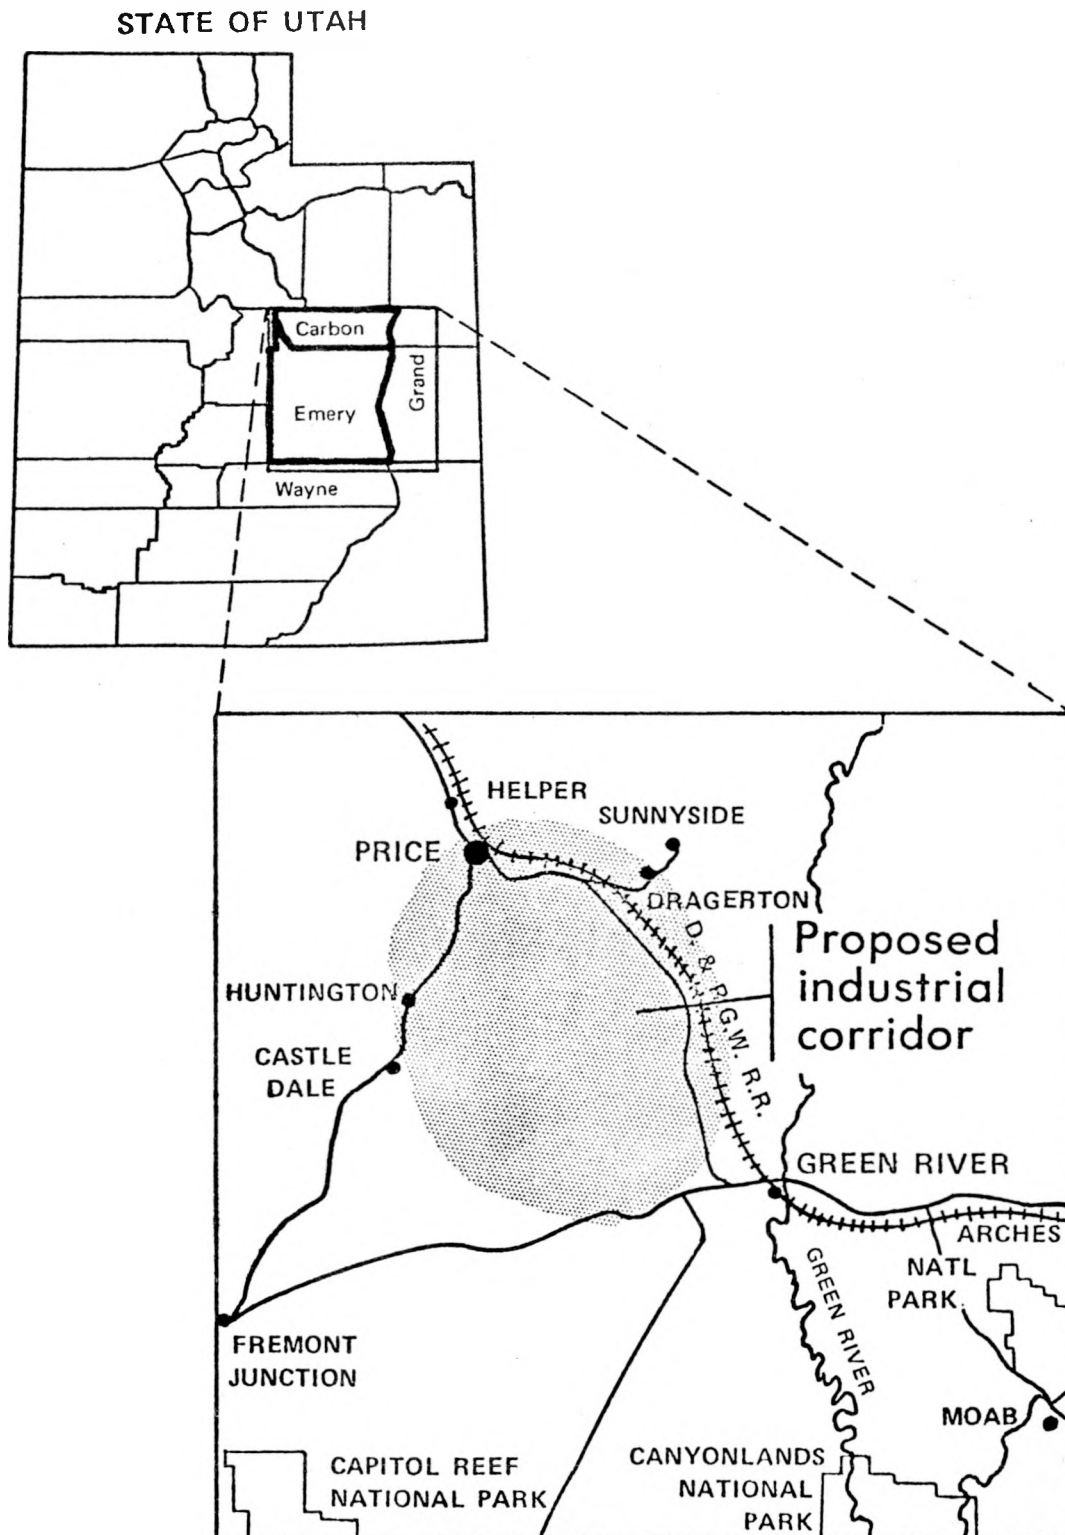 STATE OF UTAH
Carbon
Grand
Emery
Wayne
HELPER
SUNNYSIDE
PRICE
DRAGERTON
D. & R.G.W. R.R.
Proposed
industrial
corridor
HUNTINGTON
CASTLE
DALE
GREEN RIVER
ARCHES
NATL
PARK
GREEN RIVER
FREMONT
JUNCTION
MOAB
CAPITOL REEF
NATIONAL PARK
CANYONLANDS
NATIONAL
PARK